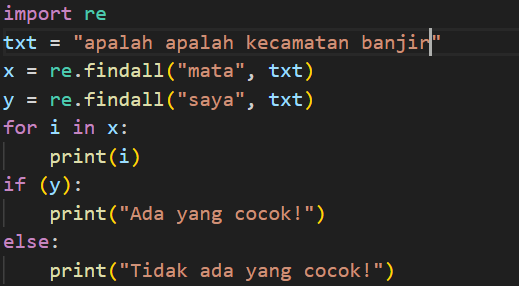 import re
txt = "apalah apalah kecamatan banjir"
x = re.findall("mata", txt)
y = re.findall("saya", txt)
for i in x:
    print(i)
if (y):
    print("Ada yang cocok!")
else:
    print("Tidak ada yang cocok!")